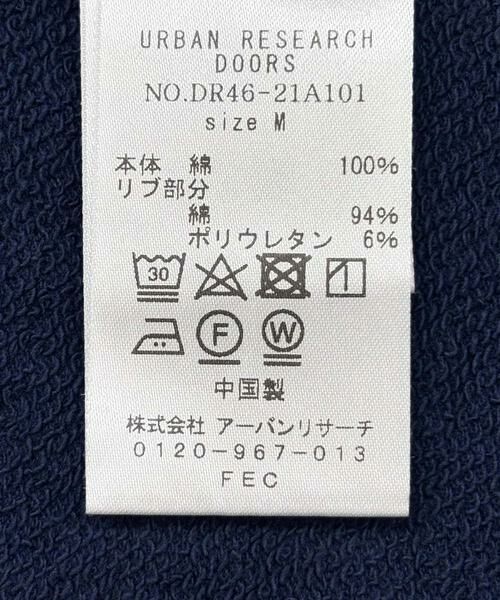 URBAN RESEARCH
DOORS
NO.DR46-21A101
size M
本体 綿 100%
リブ部分
綿 94%
ポリウレタン 6%
30
F W
中国製
株式会社 アーバンリサーチ
0120-967-013
FEC